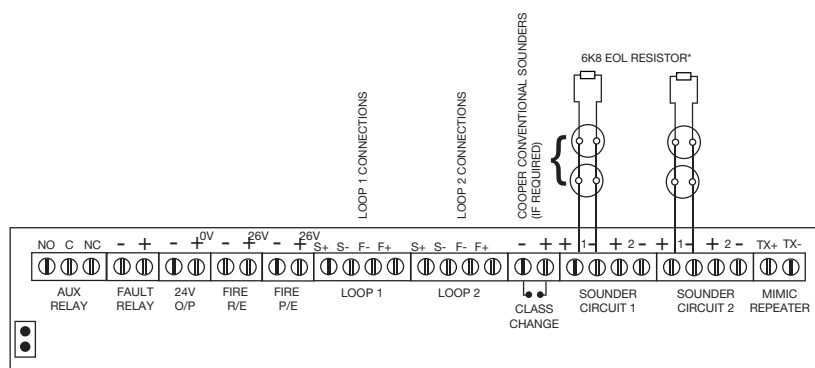 6K8 EOL RESISTOR*
LOOP 1 CONNECTIONS
LOOP 2 CONNECTIONS
COOPER CONVENTIONAL SOUNDERS
(IF REQUIRED)
NO C NC - + - + 0V - + 26V - + 26V S+ S- F- F+ S+ S- F- F+ - + + 1 - + 2 - + 1 - + 2 - TX+ TX-
AUX
RELAY
FAULT
RELAY
24V
O/P
FIRE
R/E
FIRE
P/E
LOOP 1
LOOP 2
CLASS
CHANGE
SOUNDER
CIRCUIT 1
SOUNDER
CIRCUIT 2
MIMIC
REPEATER